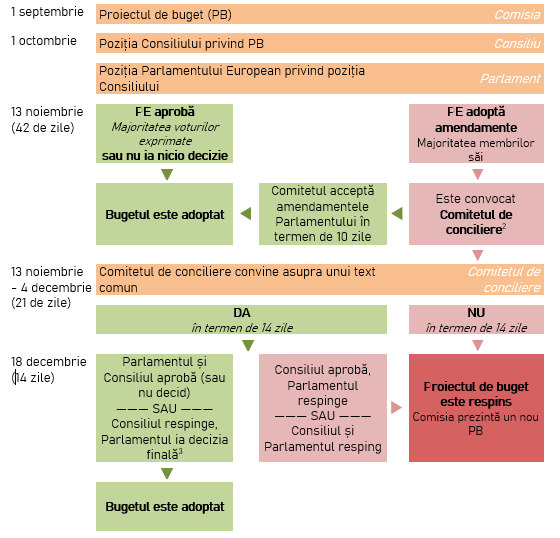 1 septembrie
Proiectul de buget (PB)
Comisia
1 octombrie
Poziția Consiliului privind PB
Consiliu
Poziția Parlamentului European privind poziția
Consiliului
Parlament
13 noiembrie
(42 de zile)
PE aprobă
Majoritatea voturilor
exprimate
sau nu ia nicio decizie
PE adoptă
amendamente
Majoritatea membrilor
săi
Bugetul este adoptat
Comitetul acceptă
amendamentele
Parlamentului în
termen de 10 zile
Este convocat
Comitetul de
conciliere²
13 noiembrie
- 4 decembrie
(21 de zile)
Comitetul de conciliere convine asupra unui text
comun
Comitetul de
conciliere
DA
în termen de 14 zile
NU
în termen de 14 zile
18 decembrie
(14 zile)
Parlamentul și
Consiliul aprobă (sau
nu decid)
——— SAU ———
Consiliul respinge,
Parlamentul ia decizia
finală³
Consiliul aprobă,
Parlamentul
respinge
——— SAU ———
Consiliul și
Parlamentul resping
Proiectul de buget
este respins
Comisia prezintă un nou
PB
Bugetul este adoptat